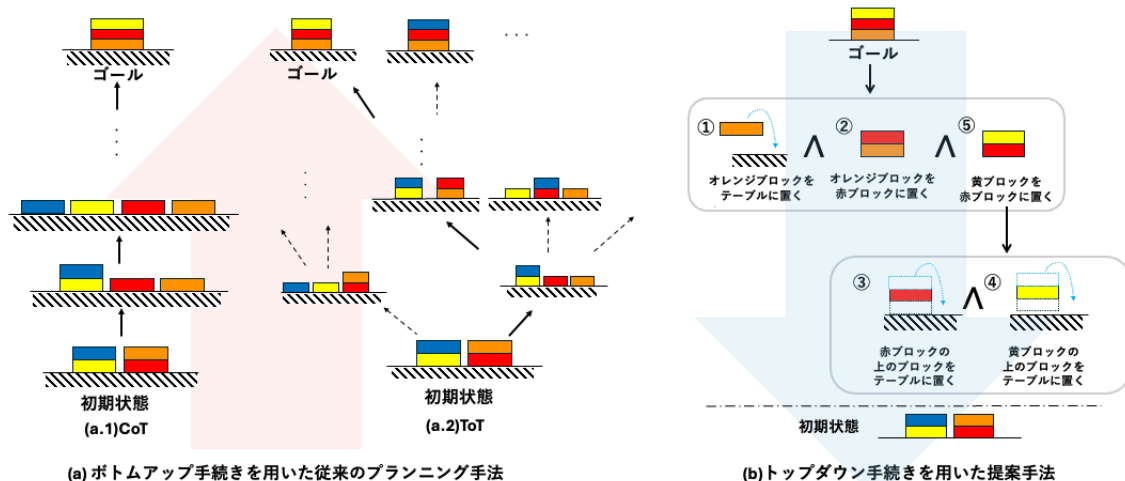 ゴール
・・・
初期状態
(a.1)CoT
ゴール
・・・
初期状態
(a.2)ToT
(a) ボトムアップ手続きを用いた従来のプランニング手法
ゴール
①
∧
②
∧
⑤
オレンジブロックを
テーブルに置く
オレンジブロックを
赤ブロックに置く
黄ブロックを
赤ブロックに置く
③
∧
④
赤ブロックの
上のブロックを
テーブルに置く
黄ブロックの
上のブロックを
テーブルに置く
初期状態
(b)トップダウン手続きを用いた提案手法